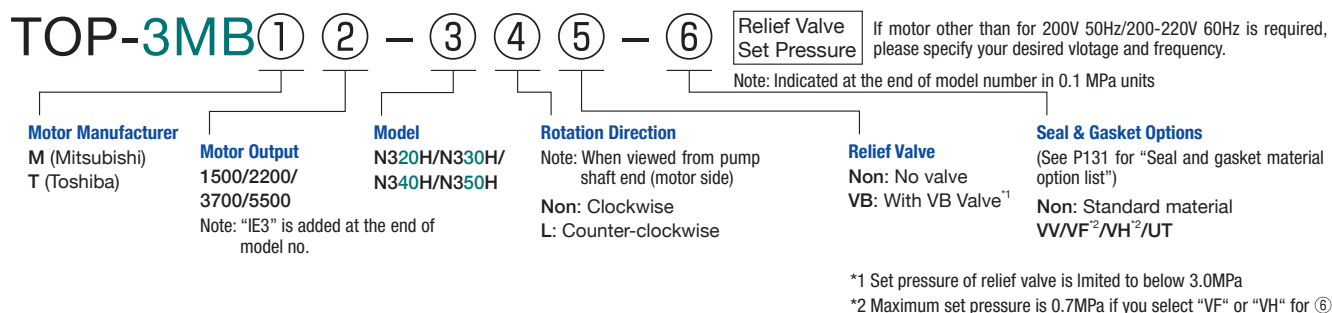 TOP-3MB①②-③④⑤-⑥
Relief Valve
Set Pressure
If motor other than for 200V 50Hz/200-220V 60Hz is required,
please specify your desired vlotage and frequency.
Note: Indicated at the end of model number in 0.1 MPa units
Motor Manufacturer
M (Mitsubishi)
T (Toshiba)
Motor Output
1500/2200/
3700/5500
Note: “IE3” is added at the end of
model no.
Model
N320H/N330H/
N340H/N350H
Rotation Direction
Note: When viewed from pump
shaft end (motor side)
Non: Clockwise
L: Counter-clockwise
Relief Valve
Non: No valve
VB: With VB Valve*1
Seal & Gasket Options
(See P131 for “Seal and gasket material
option list”)
Non: Standard material
VV/VF*2/VH*2/UT
*1 Set pressure of relief valve is lmited to below 3.0MPa
*2 Maximum set pressure is 0.7MPa if you select “VF“ or “VH“ for ⑥